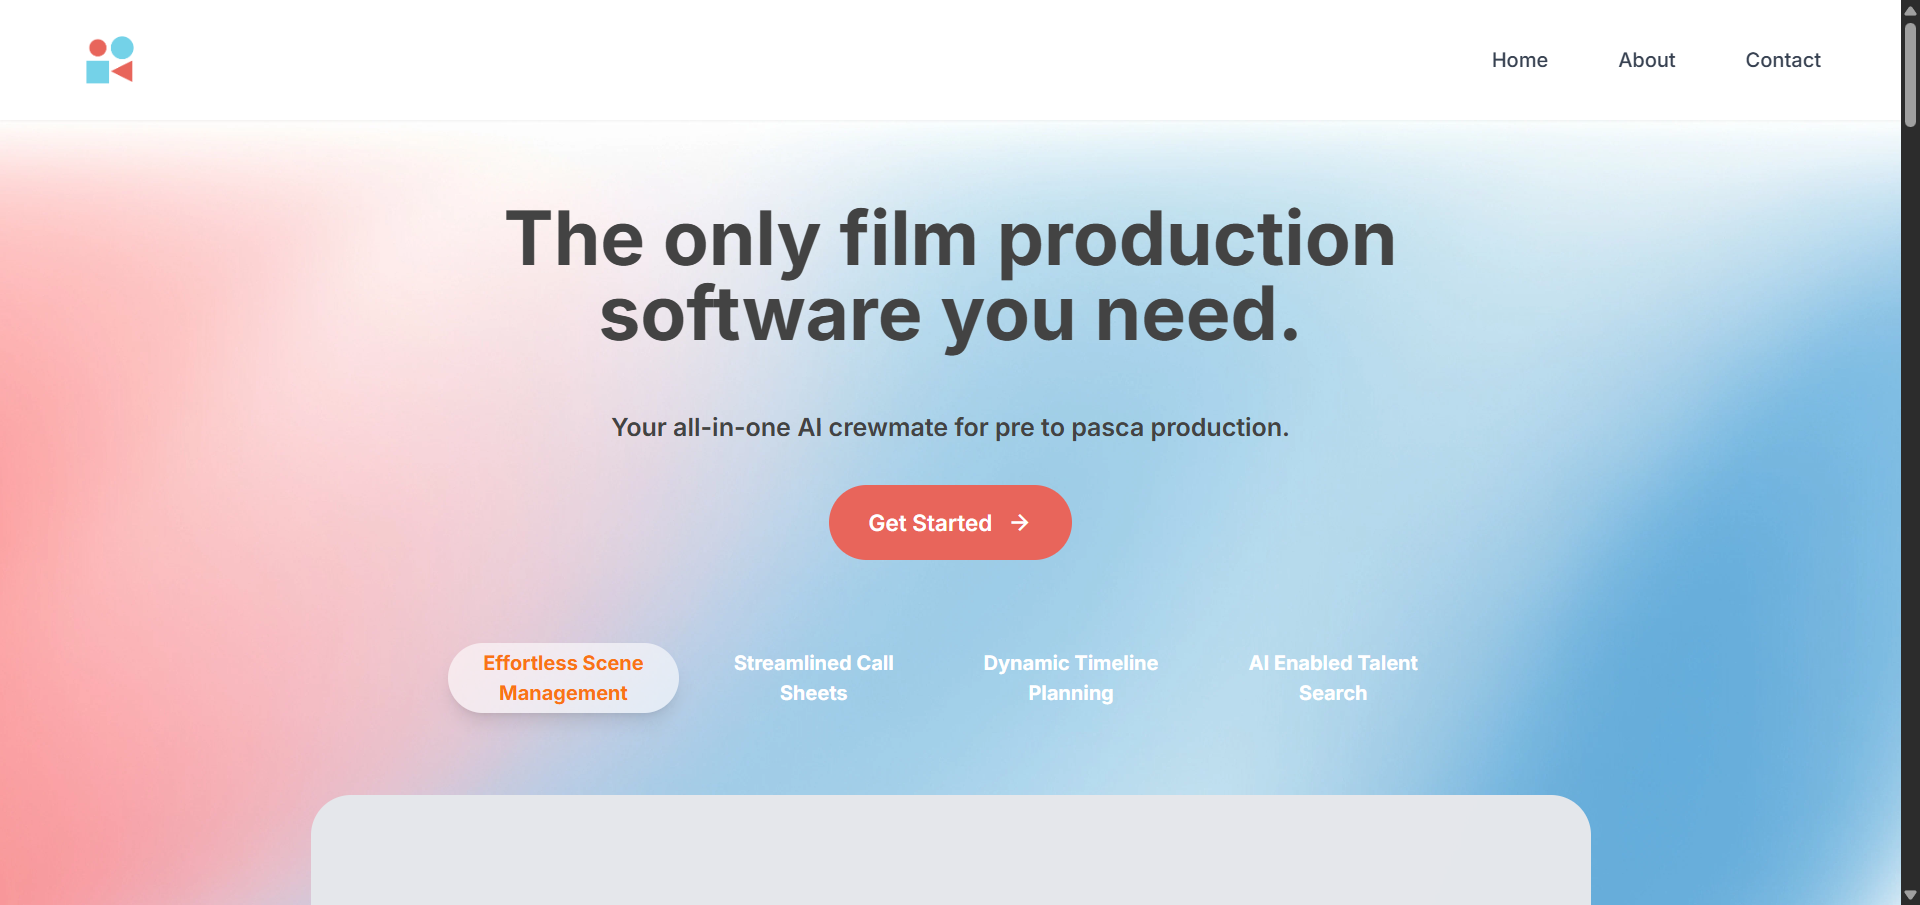 Home
About
Contact
The only film production
software you need.
Your all-in-one AI crewmate for pre to pasca production.
Get Started
Effortless Scene
Management
Streamlined Call
Sheets
Dynamic Timeline
Planning
AI Enabled Talent
Search